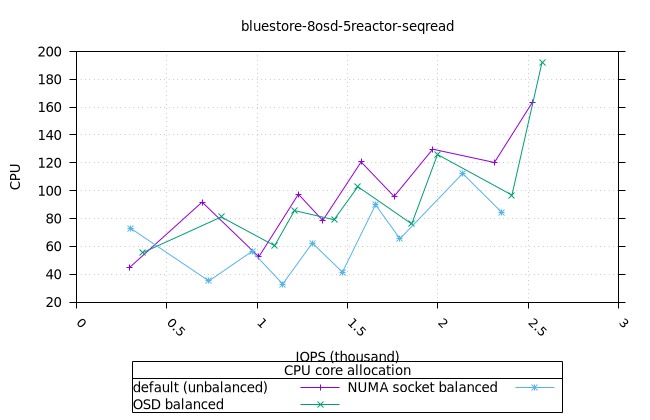 bluestore-8osd-5reactor-seqread
200
180
160
140
120
100
80
60
40
20
CPU
0
0.5
1
1.5
2
2.5
3
IOPS (thousand)
CPU core allocation
default (unbalanced) NUMA socket balanced
OSD balanced